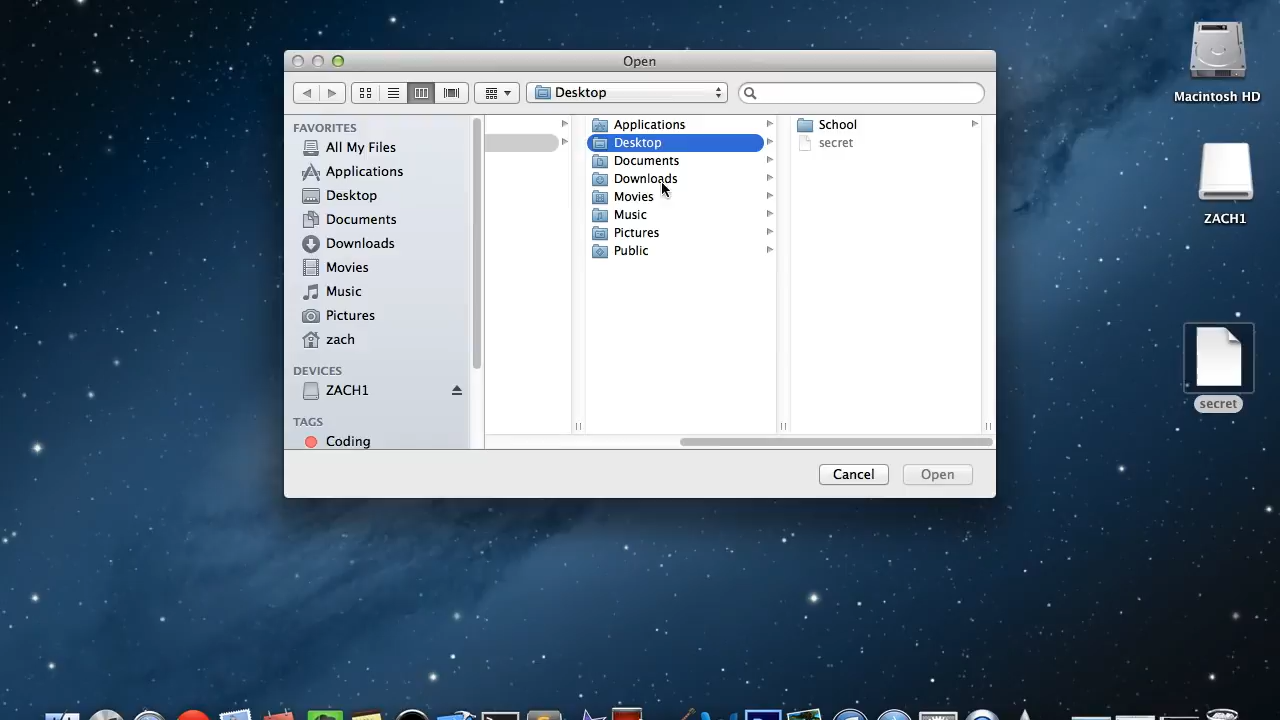 Open
Desktop
FAVORITES
All My Files
Applications
Desktop
Documents
Downloads
Movies
Music
Pictures
zach
DEVICES
ZACH1
TAGS
Coding
Applications
Desktop
Documents
Downloads
Movies
Music
Pictures
Public
School
secret
Cancel
Open
Macintosh HD
ZACH1
secret